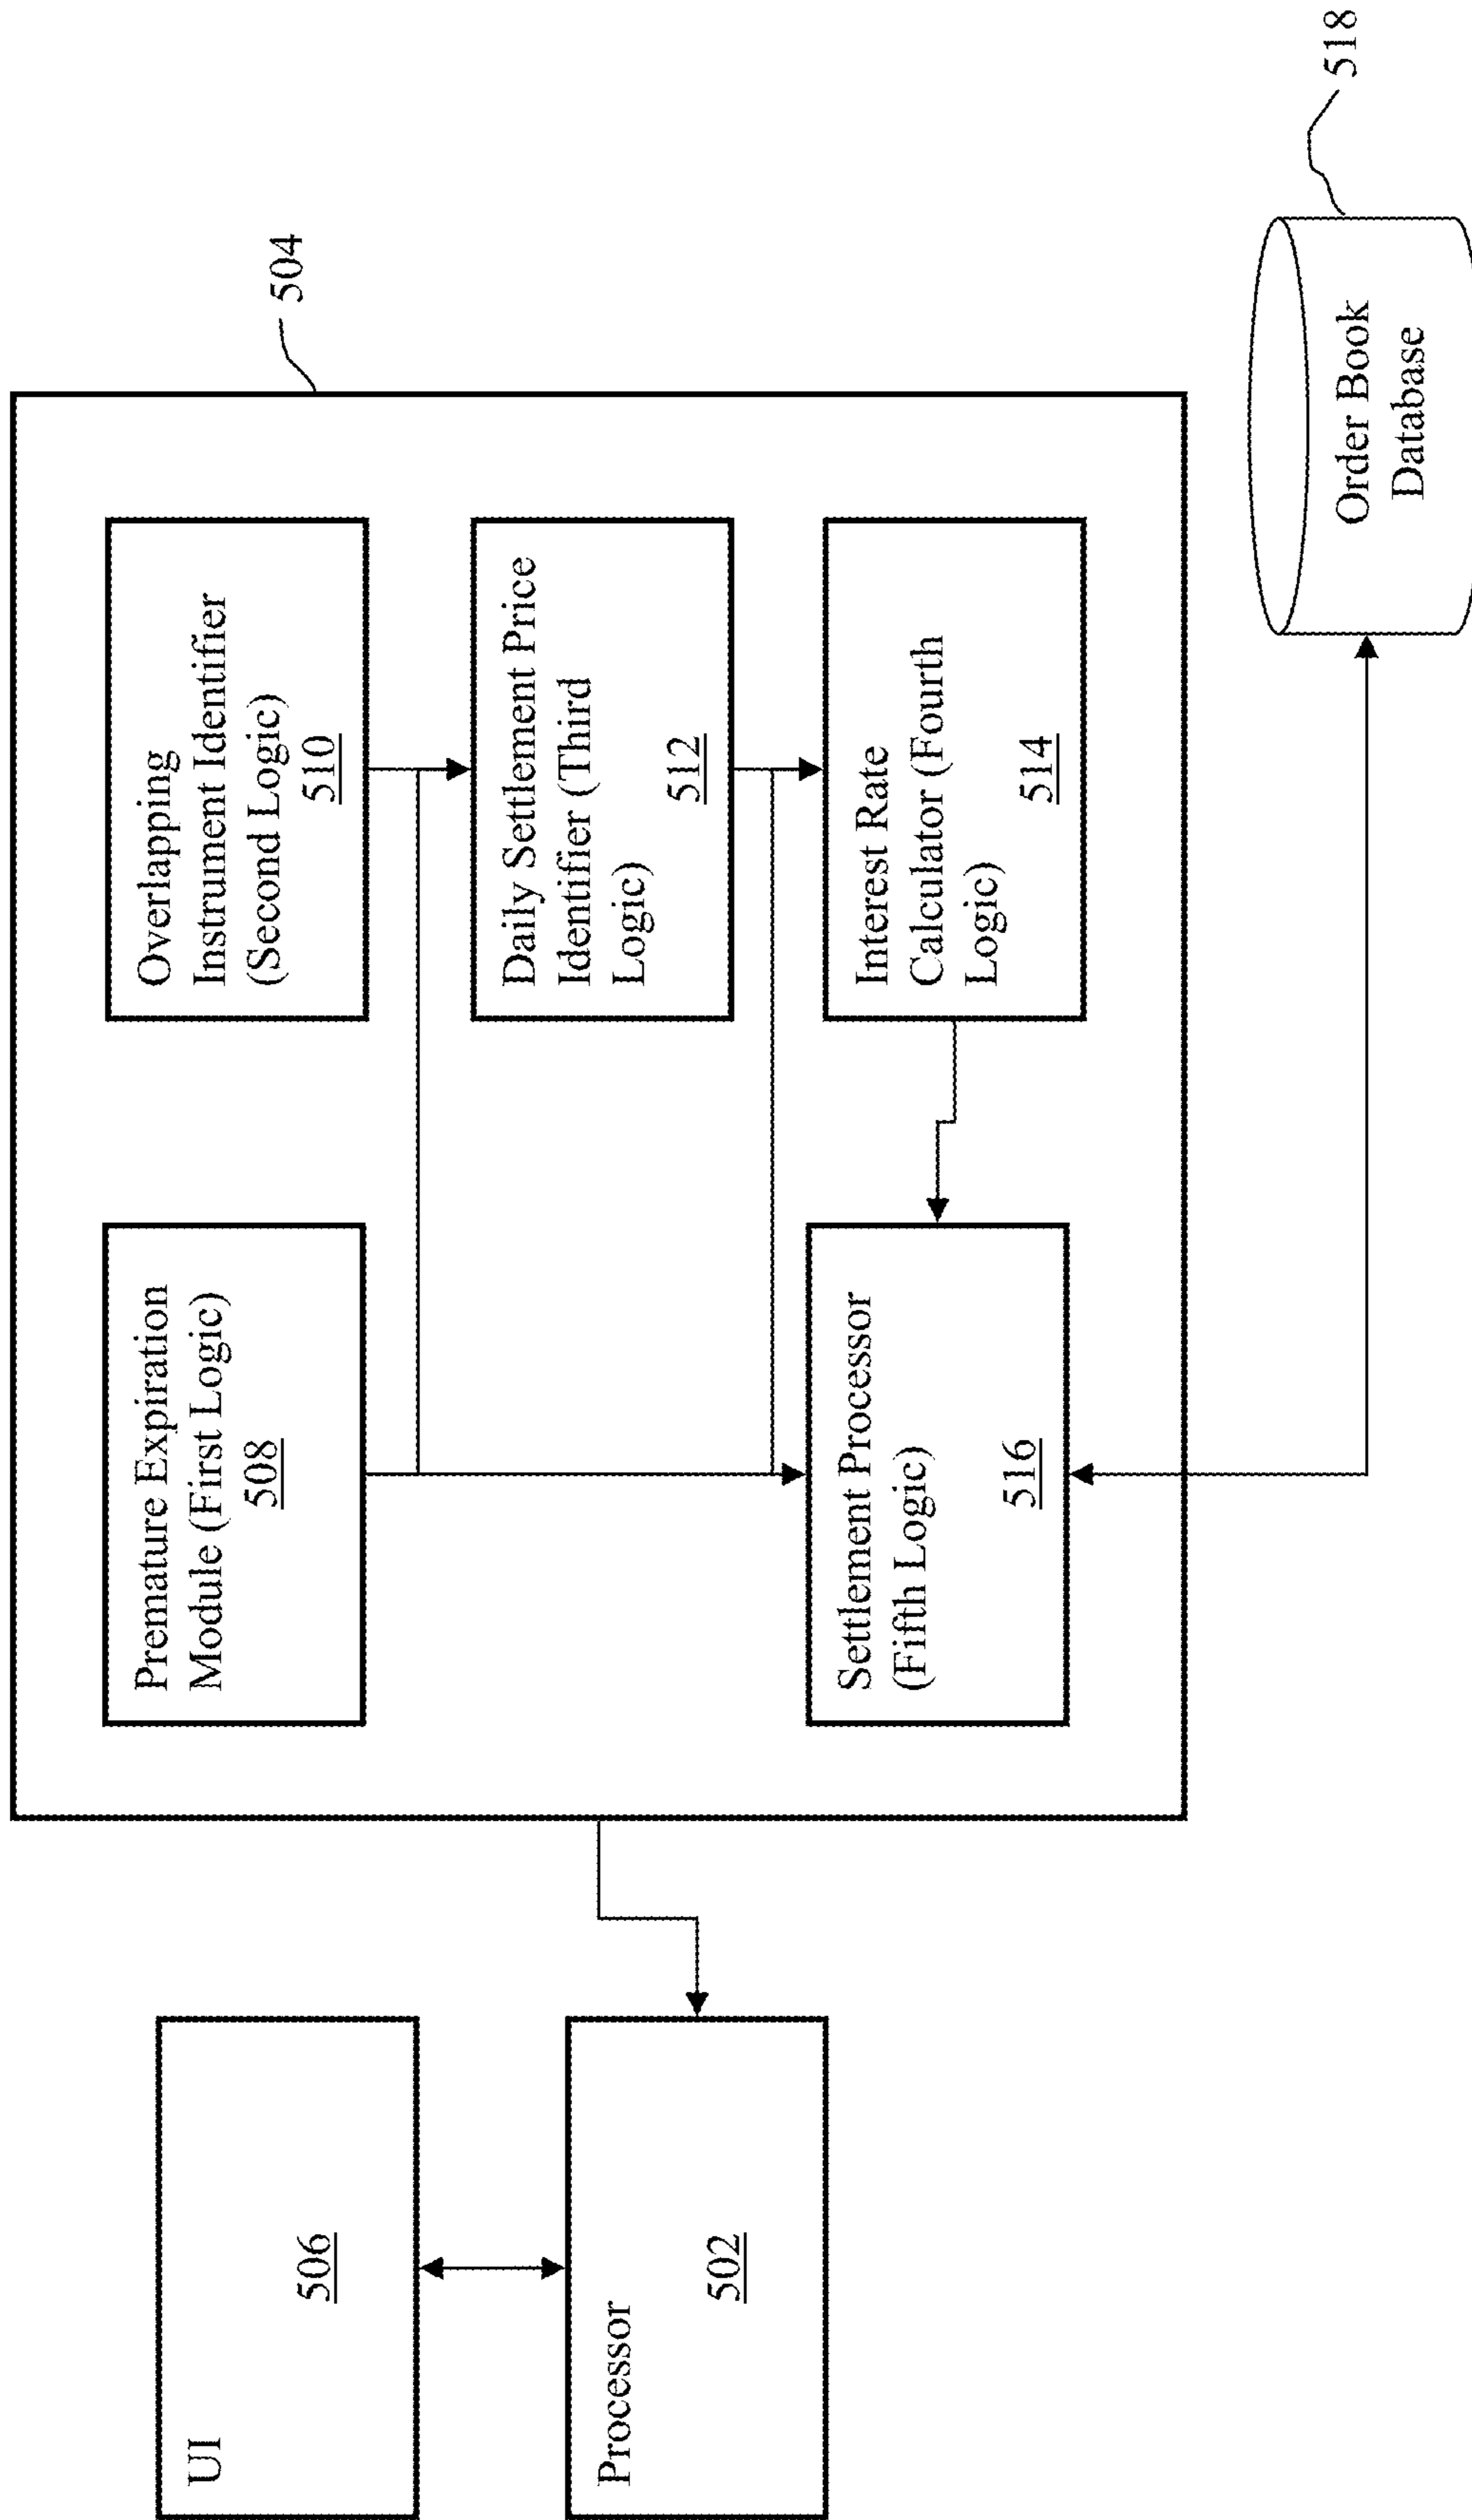 UI
506
Processor
502
504
Premature Expiration
Module (First Logic)
508
Overlapping
Instrument Identifier
(Second Logic)
510
Daily Settlement Price
Identifier (Third
Logic)
512
Settlement Processor
(Fifth Logic)
516
Interest Rate
Calculator (Fourth
Logic)
514
Order Book
Database
518